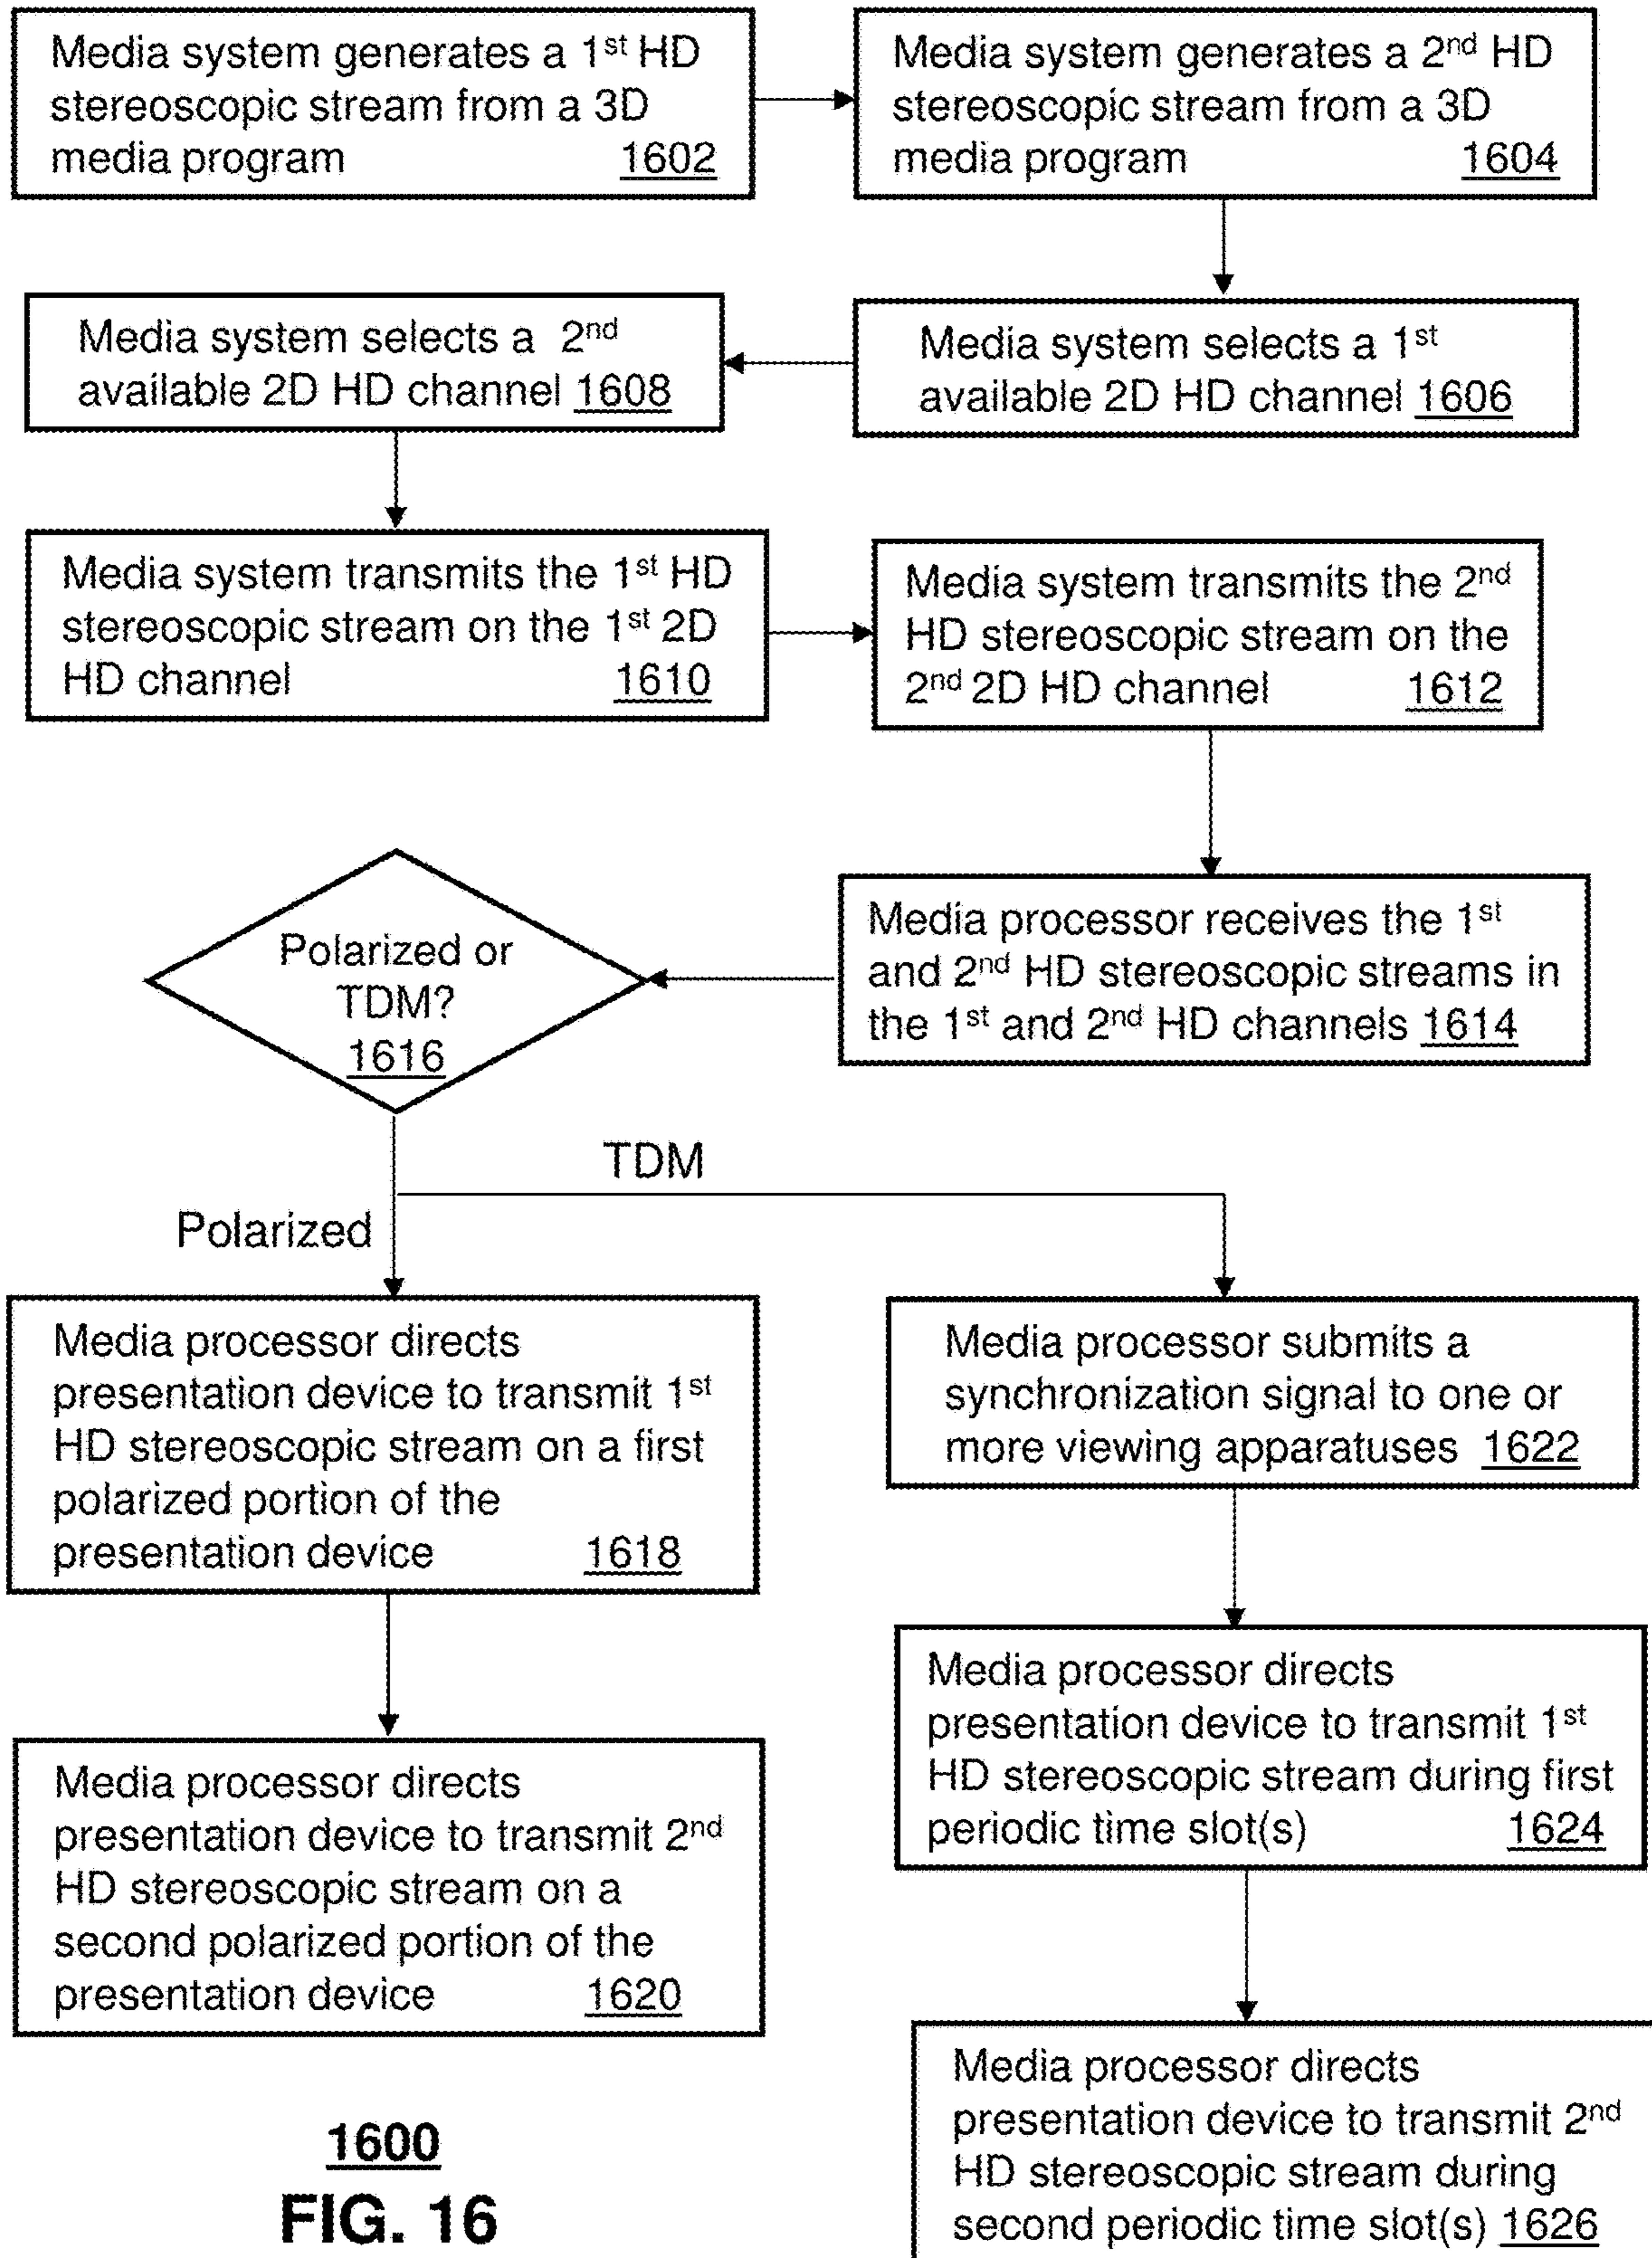 Media system generates a 1st HD
stereoscopic stream from a 3D
media program 1602
Media system generates a 2nd HD
stereoscopic stream from a 3D
media program 1604
Media system selects a 1st
available 2D HD channel 1606
Media system selects a 2nd
available 2D HD channel 1608
Media system transmits the 1st HD
stereoscopic stream on the 1st 2D
HD channel 1610
Media system transmits the 2nd
HD stereoscopic stream on the
2nd 2D HD channel 1612
Media processor receives the 1st
and 2nd HD stereoscopic streams in
the 1st and 2nd HD channels 1614
Polarized or
TDM?
1616
TDM
Polarized
Media processor directs
presentation device to transmit 1st
HD stereoscopic stream on a first
polarized portion of the
presentation device 1618
Media processor directs
presentation device to transmit 2nd
HD stereoscopic stream on a
second polarized portion of the
presentation device 1620
Media processor submits a
synchronization signal to one or
more viewing apparatuses 1622
Media processor directs
presentation device to transmit 1st
HD stereoscopic stream during first
periodic time slot(s) 1624
Media processor directs
presentation device to transmit 2nd
HD stereoscopic stream during
second periodic time slot(s) 1626
1600
FIG. 16